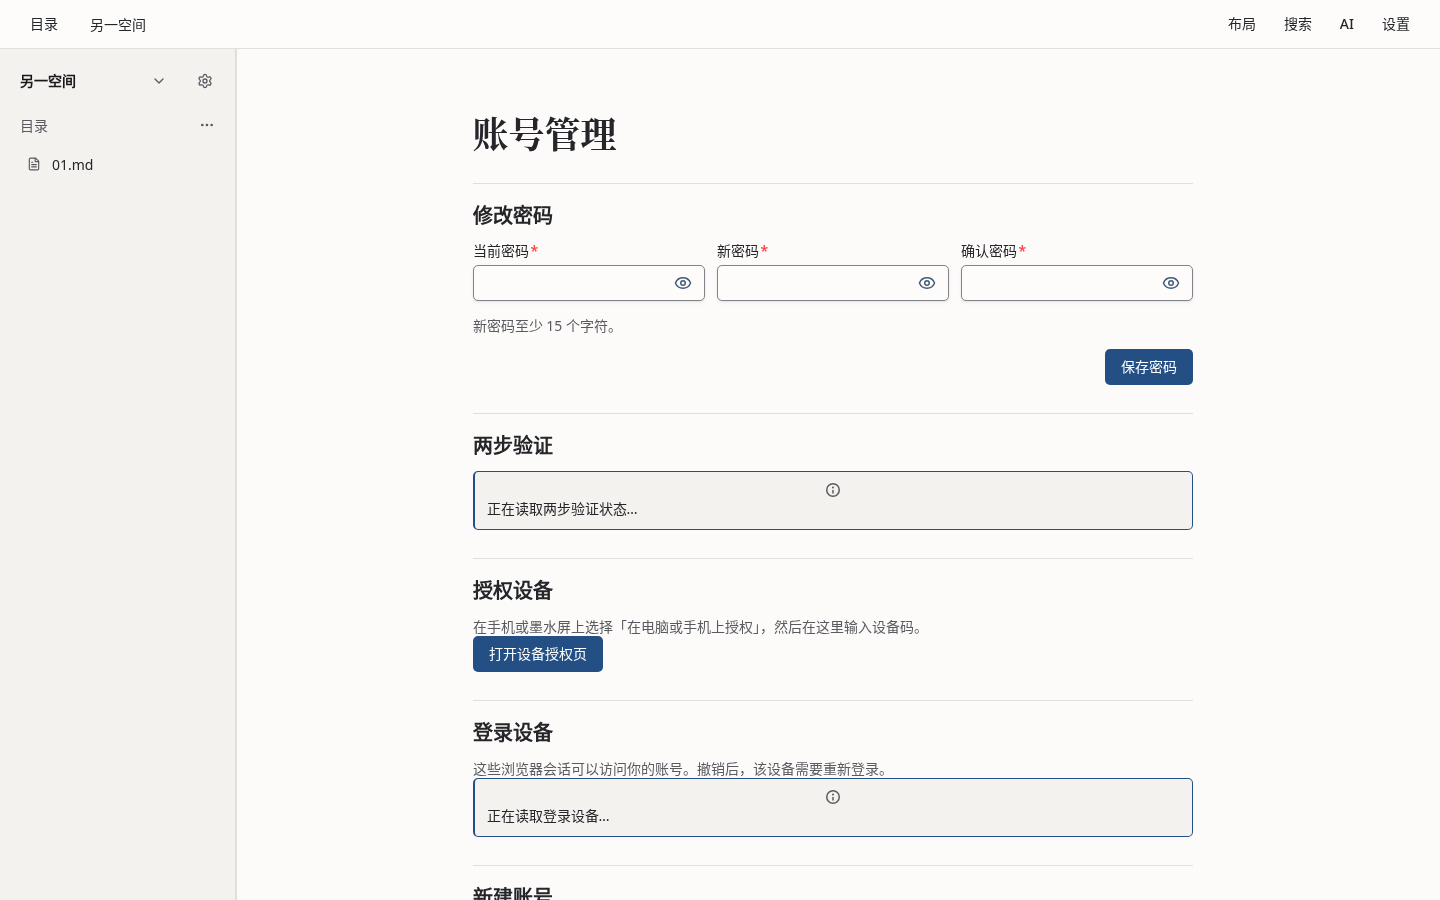 目录 另一空间 布局 搜索 AI 设置
另一空间
目录
01.md
账号管理
修改密码
当前密码* 新密码* 确认密码*
新密码至少 15 个字符。
保存密码
两步验证
正在读取两步验证状态...
授权设备
在手机或墨水屏上选择「在电脑或手机上授权」，然后在这里输入设备码。
打开设备授权页
登录设备
这些浏览器会话可以访问你的账号。撤销后，该设备需要重新登录。
正在读取登录设备...
新建账号